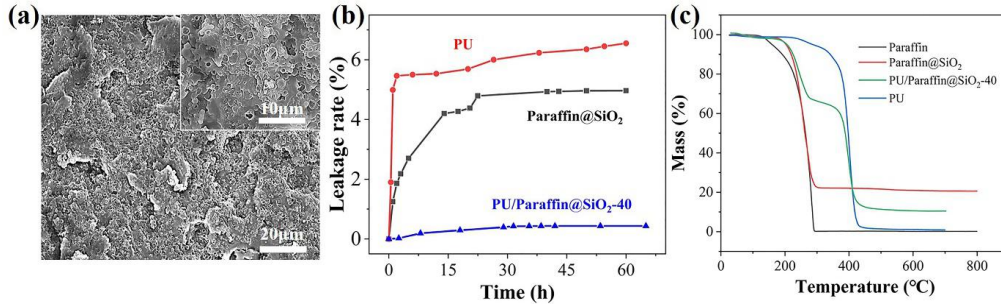 (a)
10μm
20μm
(b)
Leakage rate (%)
6
4
2
0
PU
Paraffin@SiO₂
PU/Paraffin@SiO₂-40
0 15 30 45 60
Time (h)
(c)
Mass (%)
100
80
60
40
20
0
Paraffin
Paraffin@SiO₂
PU/Paraffin@SiO₂-40
PU
0 200 400 600 800
Temperature (°C)